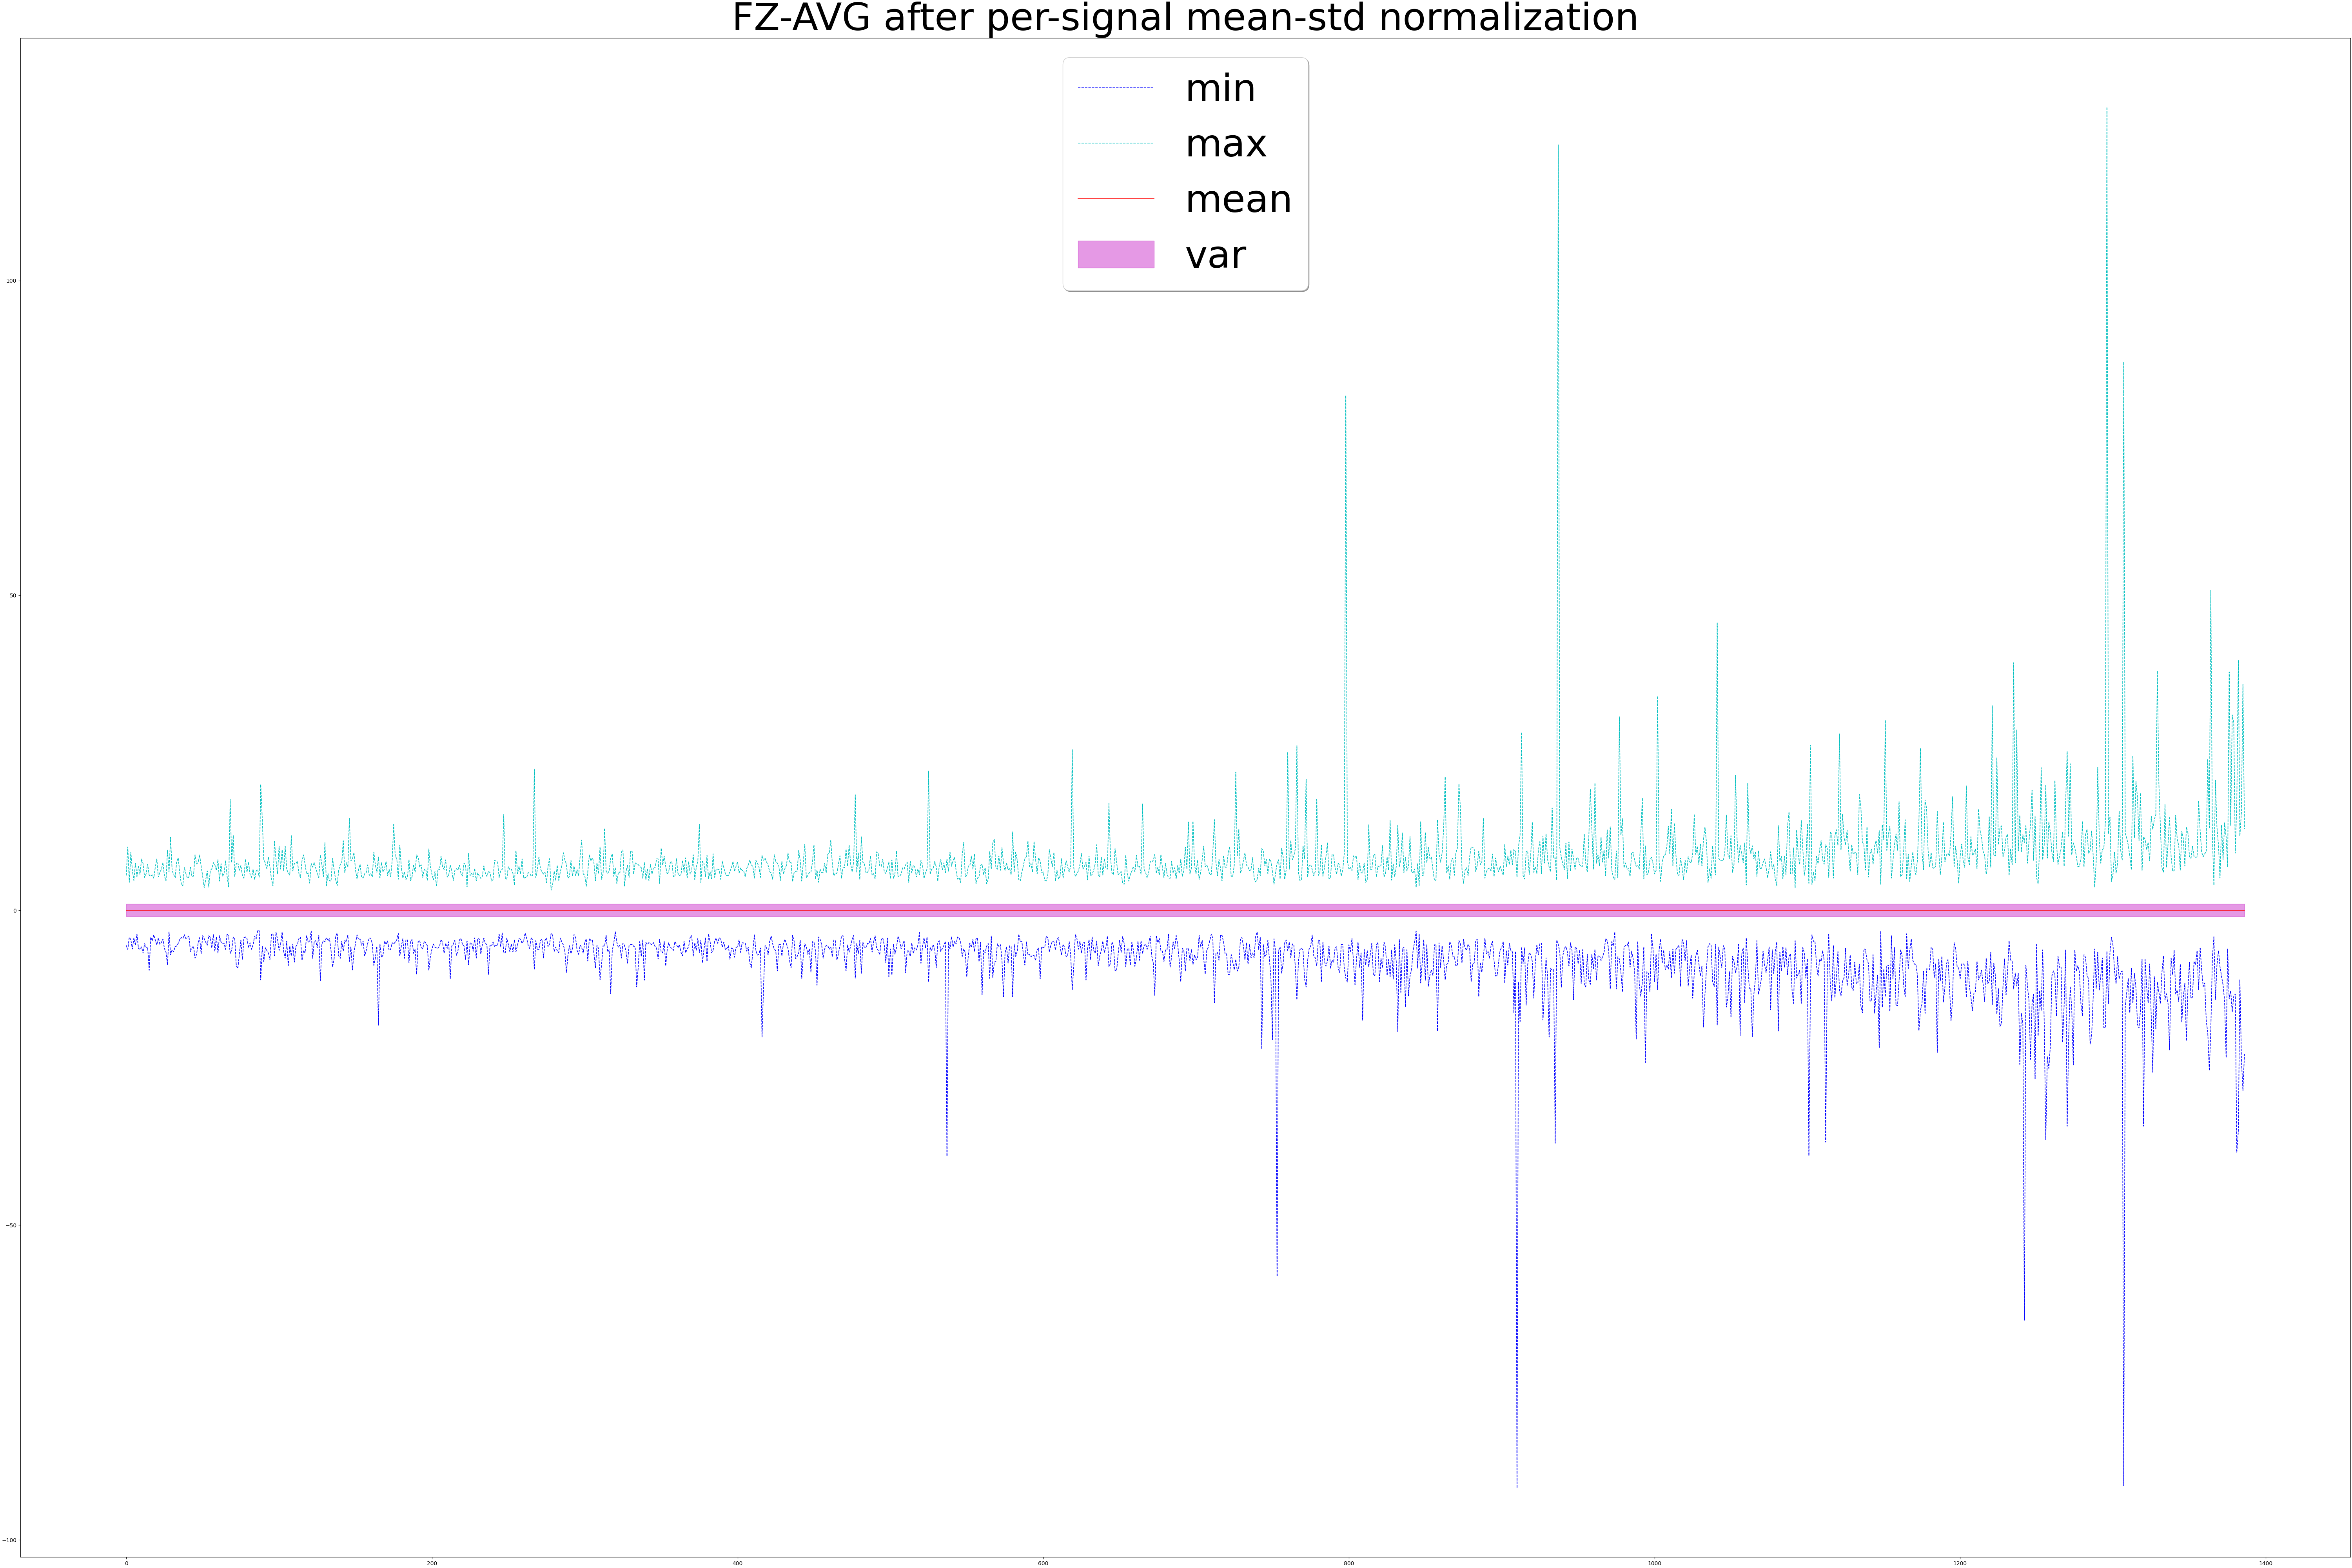 FZ-AVG after per-signal mean-std normalization
min
max
mean
var
100
50
0
−50
−100
0 200 400 600 800 1000 1200 1400